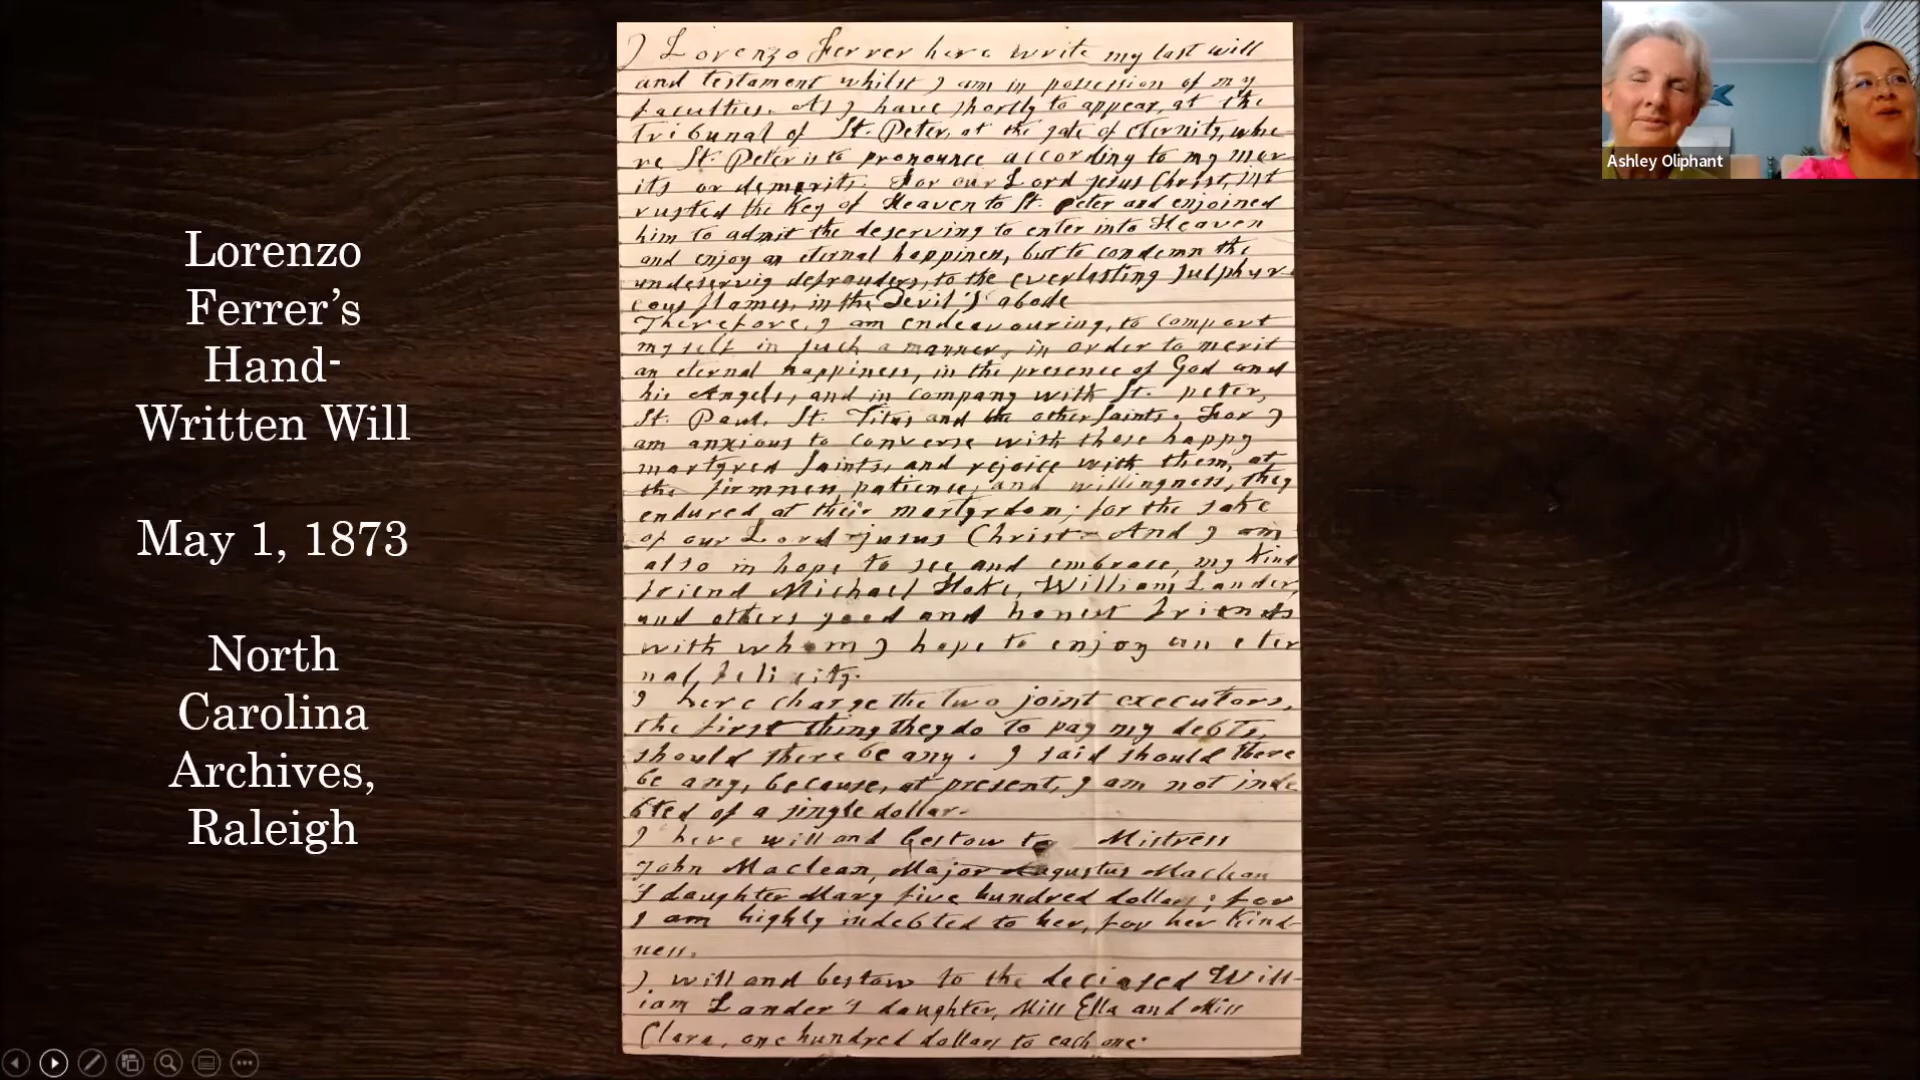 Lorenzo
Ferrer’s
Hand-
Written Will
May 1, 1873
North
Carolina
Archives,
Raleigh
I Lorenzo Ferrer here write my last will
and testament whilst I am in possession of my
faculties. As I have shortly to appear, at the
tribunal of St. Peter, at the gate of eternity, whe
re St. Peter is to pronounce according to my mer
its or demerits. For our Lord Jesus Christ, int
rusted the Key of Heaven to St. Peter and enjoined
him to admit the deserving to enter into Heaven
and enjoy an eternal happiness, but to condemn the
undeservig defrauders, to the everlasting Sulphur
eous flames, in the Devil's abode
Therefore, I am endeavouring, to comport
my self in such a manner, in order to merit
an eternal happiness, in the presence of God and
his Angels, and in company with St. peter,
St. Paul, St. Titus and the other Saints. For I
am anxious to converse with those happy
martyred Saints, and rejoice with them, at
the firmness, patience, and willingness, they
endured at their martyrdom; for the sake
of our Lord jusus Christ- And I am
also in hope to see and embrace, my kind
friend Michael Hoke, William Lander,
and others good and honest friends
with whom I hope to enjoy an eter
nal felicity.
I here charge the two joint executors,
the first thing they do to pay my debts,
should there be any. I said should there
be any, because, at present, I am not inde
bted of a single dollar-
I here will and bestow to Mistress
John Maclean, Major Augustus Maclean
's daughter Mary five hundred dollars; for
I am highly indebted to her, for her kind-
ness.
I will and bestow to the deciased Will-
iam Lander's daughter, Miss Ella and Miss
Clara, one hundred dollars to each one-
Ashley Oliphant